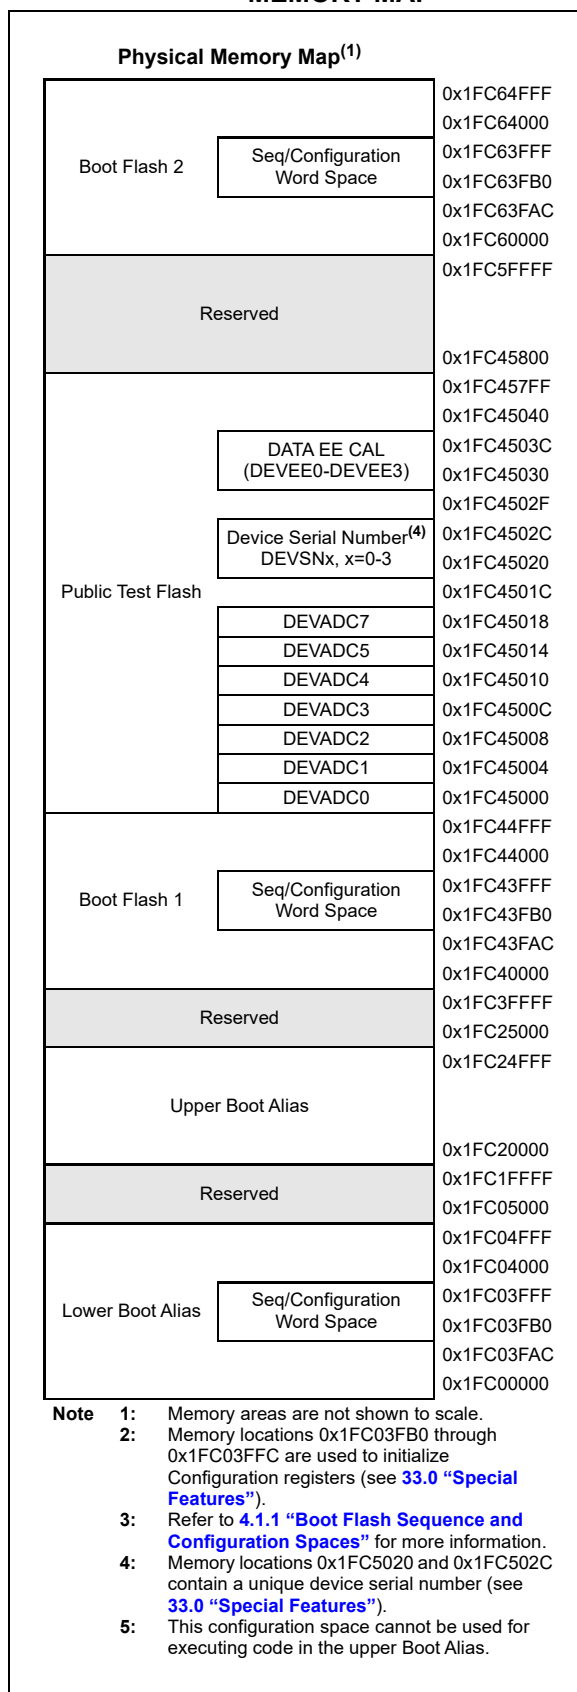 Physical Memory Map(1)
0x1FC64FFF
0x1FC64000
Boot Flash 2
Seq/Configuration
Word Space
0x1FC63FFF
0x1FC63FB0
0x1FC63FAC
0x1FC60000
0x1FC5FFFF
Reserved
0x1FC45800
0x1FC457FF
0x1FC45040
DATA EE CAL
(DEVEE0-DEVEE3)
0x1FC4503C
0x1FC45030
0x1FC4502F
Device Serial Number(4)
DEVSNx, x=0-3
0x1FC4502C
0x1FC45020
Public Test Flash
0x1FC4501C
DEVADC7 0x1FC45018
DEVADC5 0x1FC45014
DEVADC4 0x1FC45010
DEVADC3 0x1FC4500C
DEVADC2 0x1FC45008
DEVADC1 0x1FC45004
DEVADC0 0x1FC45000
0x1FC44FFF
0x1FC44000
Boot Flash 1
Seq/Configuration
Word Space
0x1FC43FFF
0x1FC43FB0
0x1FC43FAC
0x1FC40000
Reserved
0x1FC3FFFF
0x1FC25000
0x1FC24FFF
Upper Boot Alias
0x1FC20000
Reserved
0x1FC1FFFF
0x1FC05000
0x1FC04FFF
0x1FC04000
Lower Boot Alias
Seq/Configuration
Word Space
0x1FC03FFF
0x1FC03FB0
0x1FC03FAC
0x1FC00000
Note 1: Memory areas are not shown to scale.
2: Memory locations 0x1FC03FB0 through
0x1FC03FFC are used to initialize
Configuration registers (see 33.0 “Special
Features”).
3: Refer to 4.1.1 “Boot Flash Sequence and
Configuration Spaces” for more information.
4: Memory locations 0x1FC5020 and 0x1FC502C
contain a unique device serial number (see
33.0 “Special Features”).
5: This configuration space cannot be used for
executing code in the upper Boot Alias.